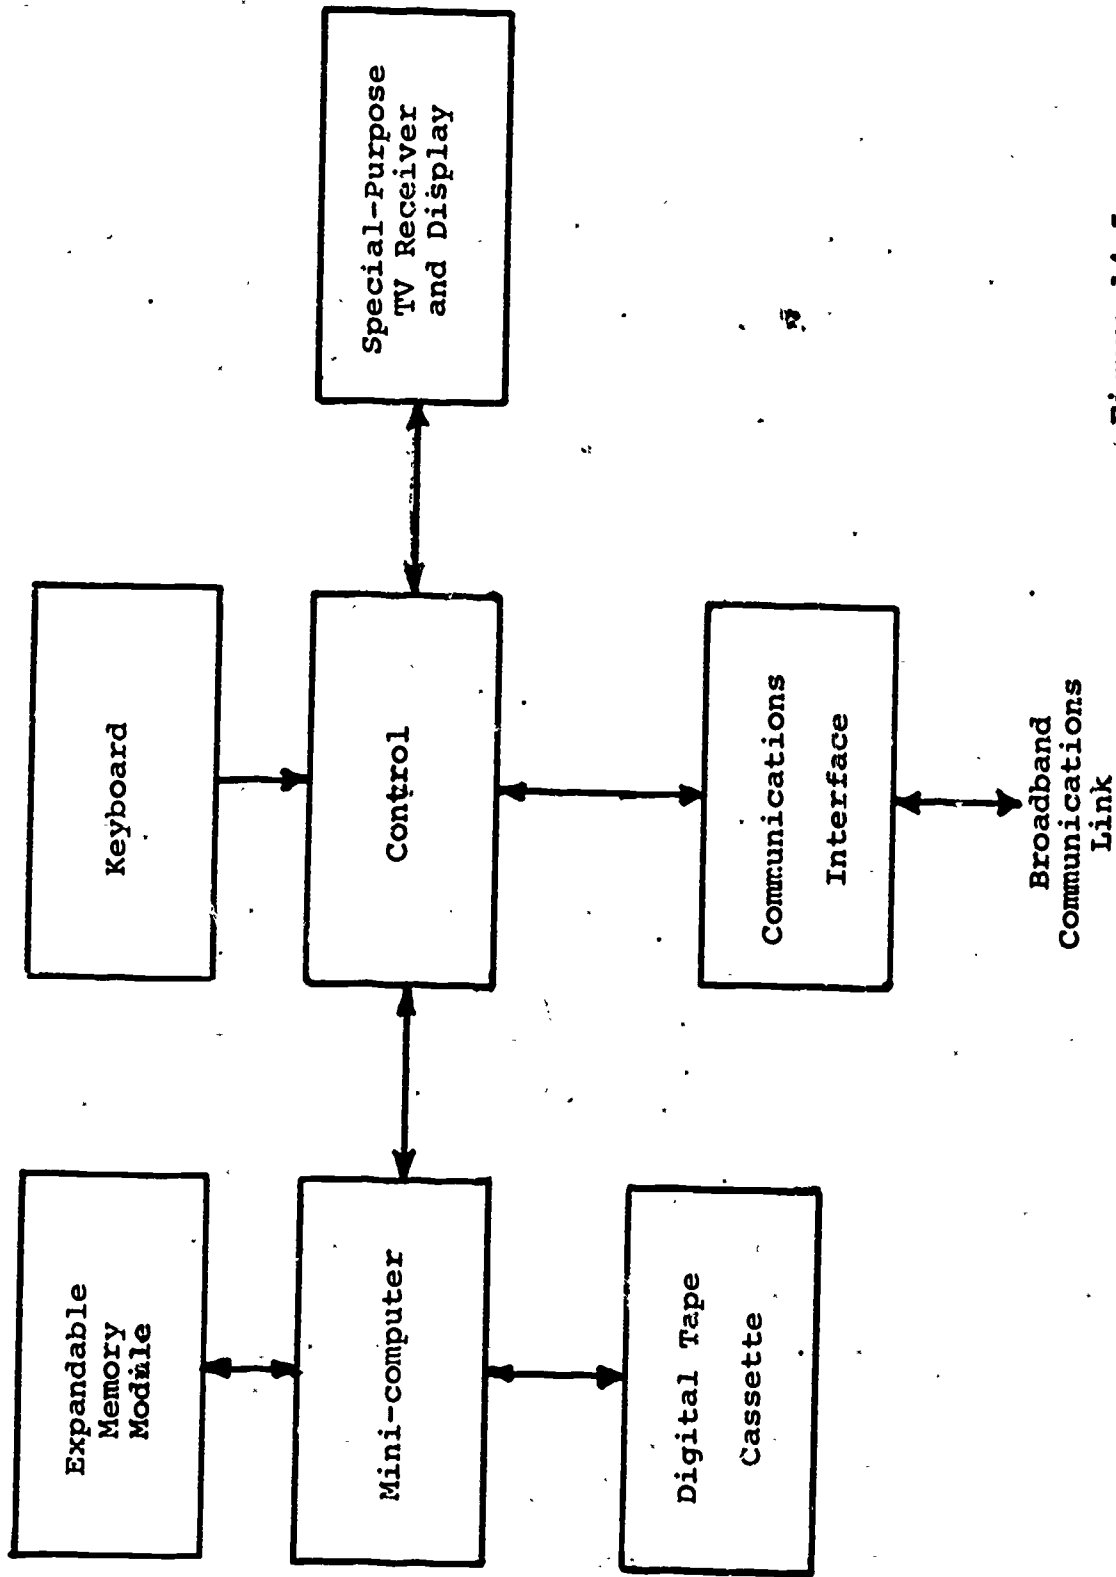 Expandable
Memory
Module
Keyboard
Mini-computer
Control
Special-Purpose
TV Receiver
and Display
Digital Tape
Cassette
Communications
Interface
Broadband
Communications
Link